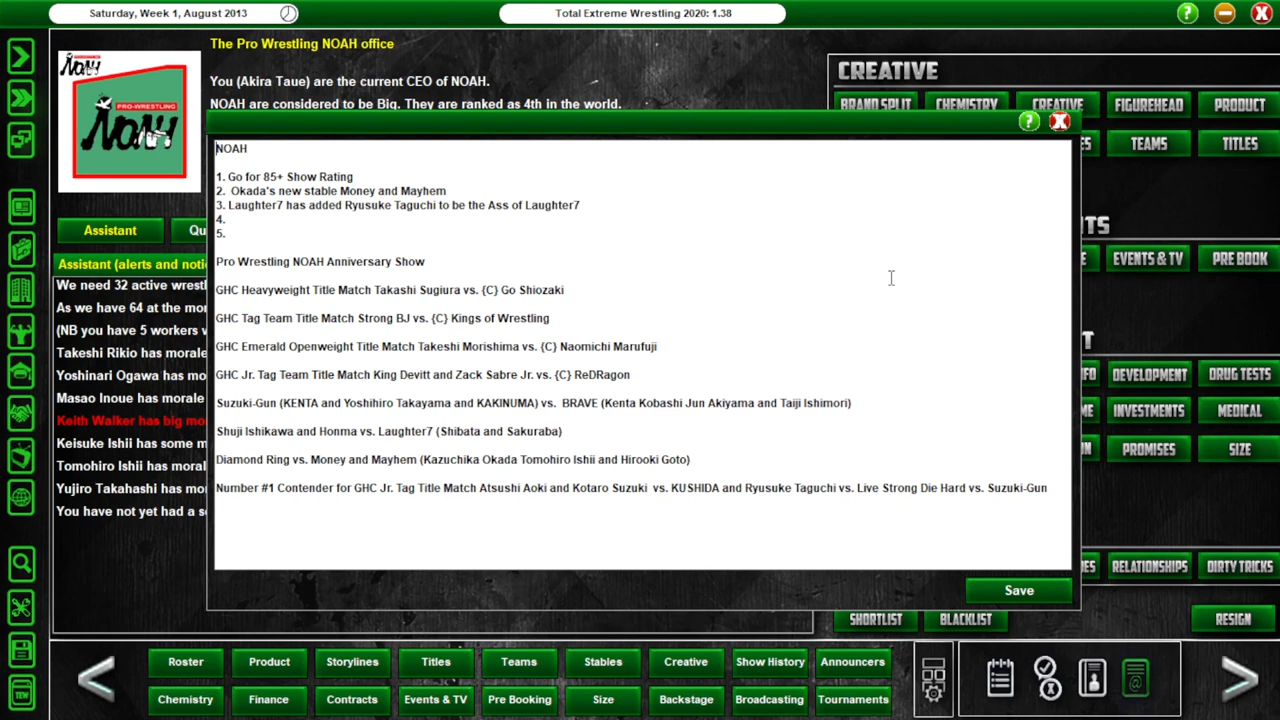 Saturday, Week 1, August 2013
Total Extreme Wrestling 2020: 1.38
The Pro Wrestling NOAH office
You (Akira Taue) are the current CEO of NOAH.
NOAH are considered to be Big. They are ranked as 4th in the world.
NOAH
PRO-WRESTLING
NOAH
CREATIVE
BRAND SPLIT
CHEMISTRY
CREATIVE
FIGUREHEAD
PRODUCT
TEAMS
TITLES
EVENTS & TV
PRE BOOK
DEVELOPMENT
DRUG TESTS
INVESTMENTS
MEDICAL
PROMISES
SIZE
RELATIONSHIPS
DIRTY TRICKS
SHORTLIST
BLACKLIST
RESIGN
Assistant
Qu
Assistant (alerts and noti
We need 32 active wrestl
As we have 64 at the mor
(NB you have 5 workers v
Takeshi Rikio has morale
Yoshinari Ogawa has mo
Masao Inoue has morale
Keith Walker has big mo
Keisuke Ishii has some m
Tomohiro Ishii has moral
Yujiro Takahashi has mo
You have not yet had a s
NOAH
1. Go for 85+ Show Rating
2.  Okada's new stable Money and Mayhem
3. Laughter7 has added Ryusuke Taguchi to be the Ass of Laughter7
4.
5.
Pro Wrestling NOAH Anniversary Show
GHC Heavyweight Title Match Takashi Sugiura vs. {C} Go Shiozaki
GHC Tag Team Title Match Strong BJ vs. {C} Kings of Wrestling
GHC Emerald Openweight Title Match Takeshi Morishima vs. {C} Naomichi Marufuji
GHC Jr. Tag Team Title Match King Devitt and Zack Sabre Jr. vs. {C} ReDRagon
Suzuki-Gun (KENTA and Yoshihiro Takayama and KAKINUMA) vs.  BRAVE (Kenta Kobashi Jun Akiyama and Taiji Ishimori)
Shuji Ishikawa and Honma vs. Laughter7 (Shibata and Sakuraba)
Diamond Ring vs. Money and Mayhem (Kazuchika Okada Tomohiro Ishii and Hirooki Goto)
Number #1 Contender for GHC Jr. Tag Title Match Atsushi Aoki and Kotaro Suzuki  vs. KUSHIDA and Ryusuke Taguchi vs. Live Strong Die Hard vs. Suzuki-Gun
Save
Roster
Product
Storylines
Titles
Teams
Stables
Creative
Show History
Announcers
Chemistry
Finance
Contracts
Events & TV
Pre Booking
Size
Backstage
Broadcasting
Tournaments